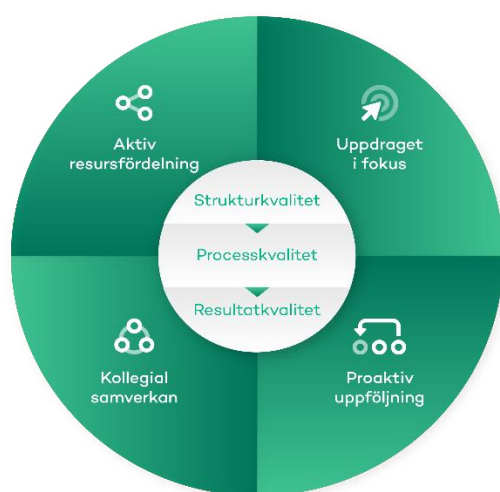 Aktiv
resursfördelning
Uppdraget
i fokus
Strukturkvalitet
Processkvalitet
Resultatkvalitet
Kollegial
samverkan
Proaktiv
uppföljning